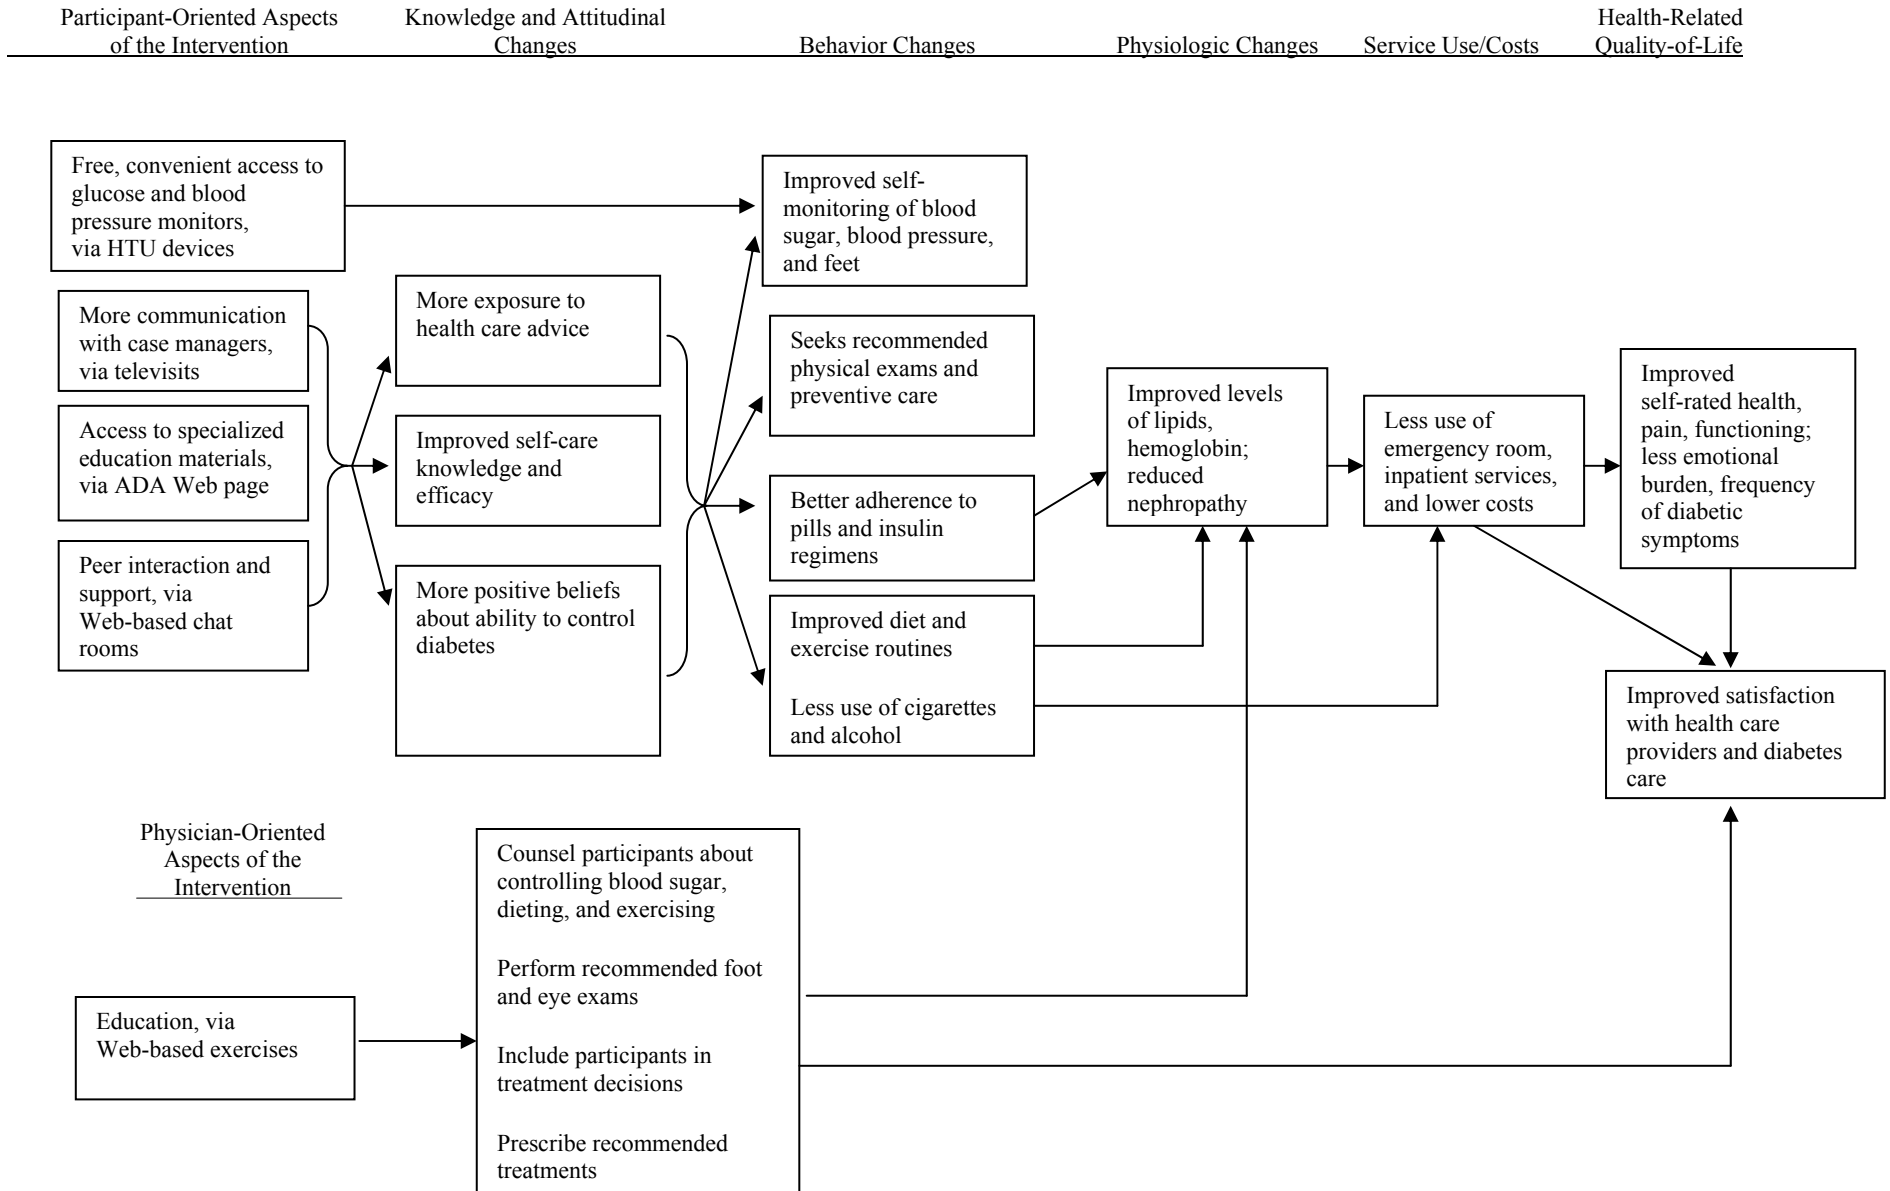 Participant-Oriented Aspects
of the Intervention
Knowledge and Attitudinal
Changes
Behavior Changes
Physiologic Changes
Service Use/Costs
Health-Related
Quality-of-Life
Free, convenient access to
glucose and blood
pressure monitors,
via HTU devices
More communication
with case managers,
via televisits
Access to specialized
education materials,
via ADA Web page
Peer interaction and
support, via
Web-based chat
rooms
More exposure to
health care advice
Improved self-care
knowledge and
efficacy
More positive beliefs
about ability to control
diabetes
Improved self-
monitoring of blood
sugar, blood pressure,
and feet
Seeks recommended
physical exams and
preventive care
Better adherence to
pills and insulin
regimens
Improved diet and
exercise routines
Less use of cigarettes
and alcohol
Improved levels
of lipids,
hemoglobin;
reduced
nephropathy
Less use of
emergency room,
inpatient services,
and lower costs
Improved
self-rated health,
pain, functioning;
less emotional
burden, frequency
of diabetic
symptoms
Improved satisfaction
with health care
providers and diabetes
care
Physician-Oriented
Aspects of the
Intervention
Education, via
Web-based exercises
Counsel participants about
controlling blood sugar,
dieting, and exercising
Perform recommended foot
and eye exams
Include participants in
treatment decisions
Prescribe recommended
treatments